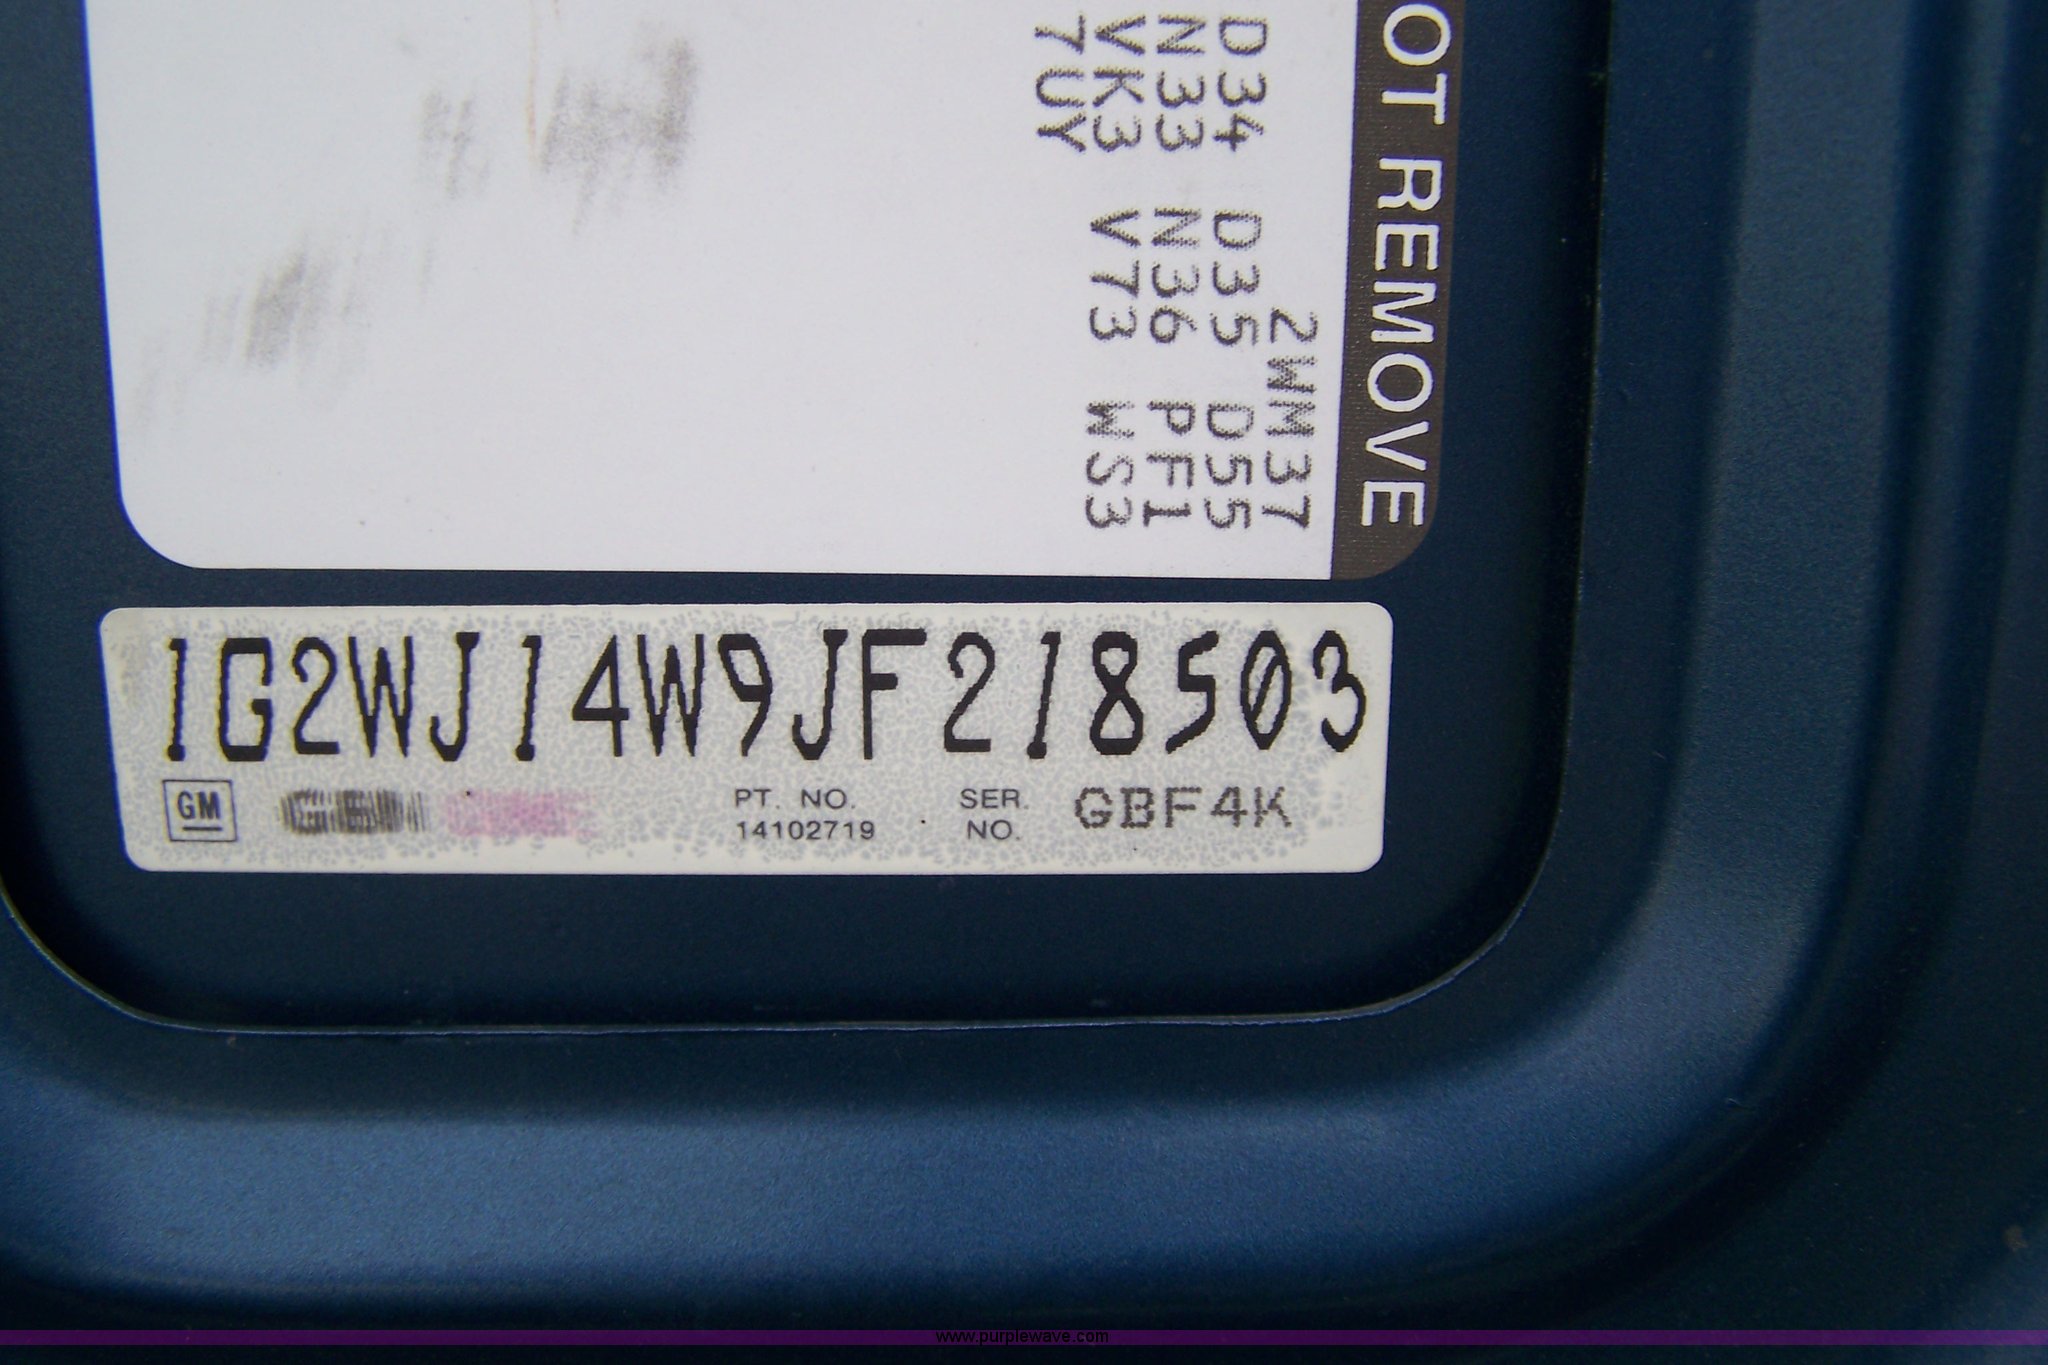 OT REMOVE
2WM37
D34 D35 D55
N33 N36 PF1
VK3 V73 WS3
7UY
1G2WJ14W9JF218503
GM
PT. NO. 14102719
SER. NO. GBF4K
www.purplewave.com